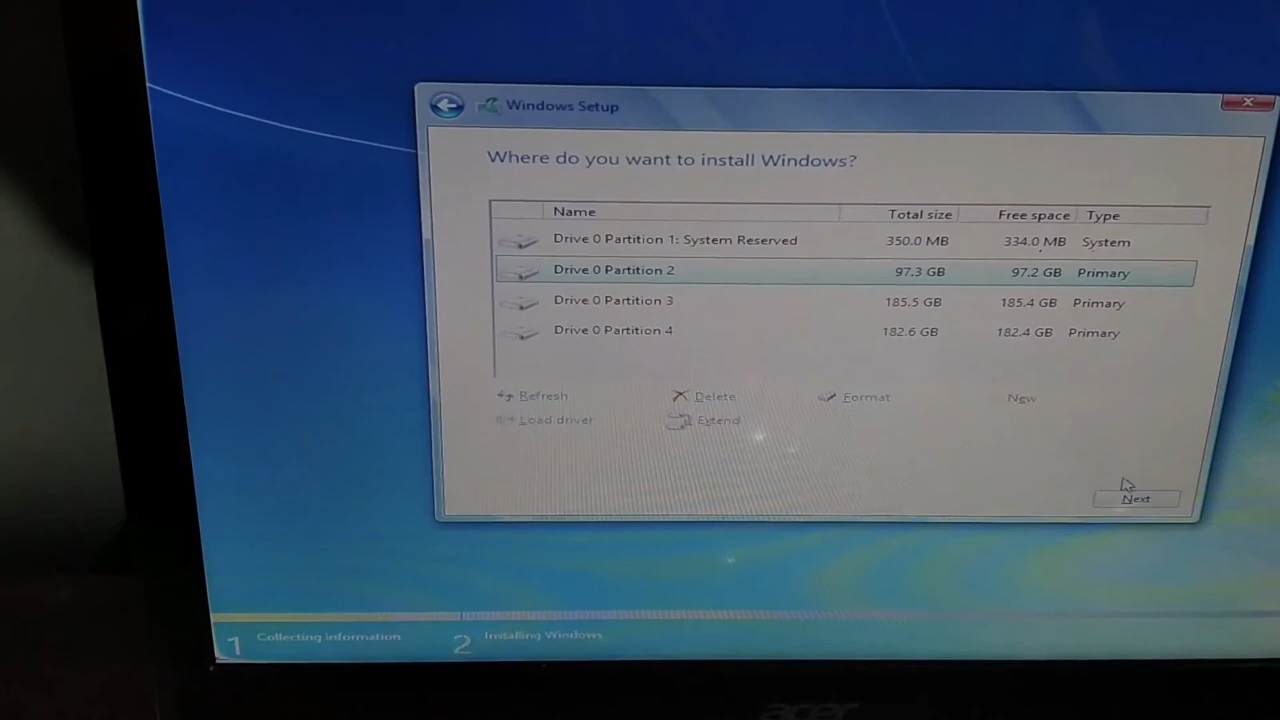 Windows Setup
Where do you want to install Windows?
Name Total size Free space Type
Drive 0 Partition 1: System Reserved 350.0 MB 334.0 MB System
Drive 0 Partition 2 97.3 GB 97.2 GB Primary
Drive 0 Partition 3 185.5 GB 185.4 GB Primary
Drive 0 Partition 4 182.6 GB 182.4 GB Primary
Refresh Delete Format New
Load driver Extend
Next
1 Collecting information 2 Installing Windows
acer